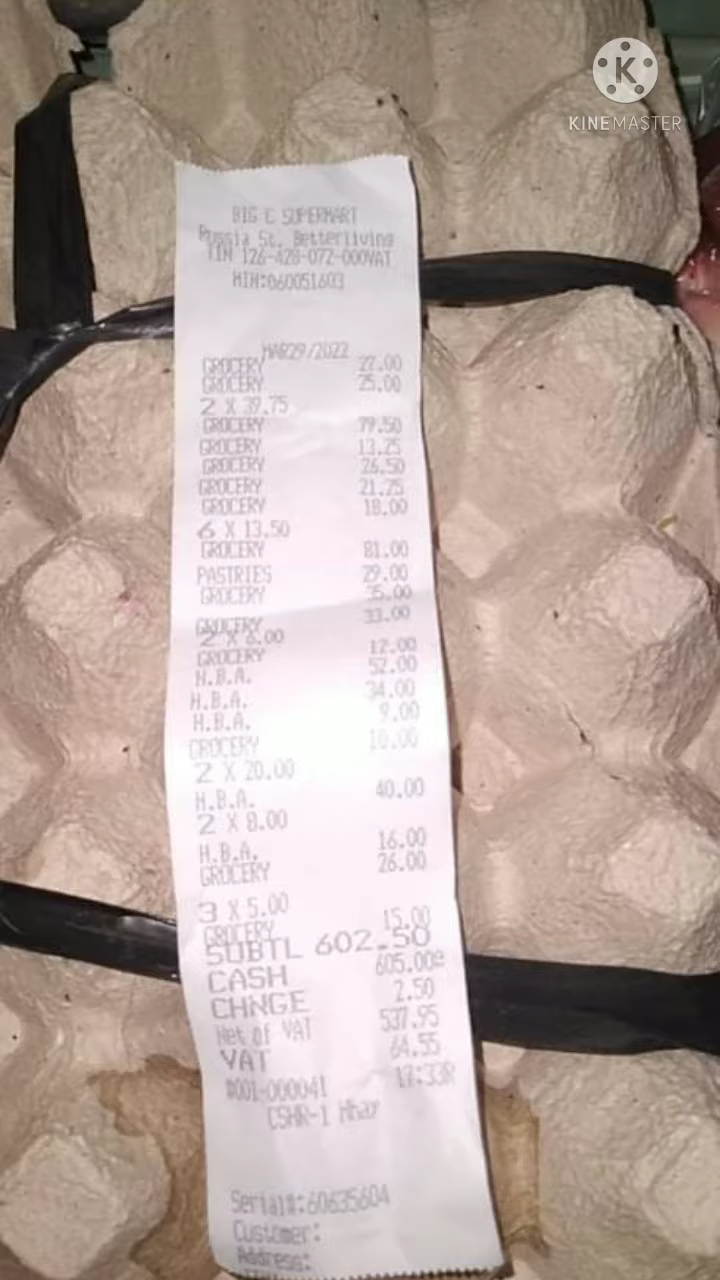 KINEMASTER
BIG C SUPERMART
Russia St. Betterliving
TIN 126-428-072-000VAT
MIN:060051603
MAR29/2022
GROCERY 27.00
GROCERY 25.00
2 X 39.75
GROCERY 79.50
GROCERY 13.25
GROCERY 26.50
GROCERY 21.25
GROCERY 18.00
6 X 13.50
GROCERY 81.00
PASTRIES 29.00
GROCERY 35.00
GROCERY 33.00
2 X 6.00
GROCERY 12.00
H.B.A. 52.00
H.B.A. 34.00
H.B.A. 9.00
GROCERY 10.00
2 X 20.00
H.B.A. 40.00
2 X 8.00
H.B.A. 16.00
GROCERY 26.00
3 X 5.00
GROCERY 15.00
SUBTL 602.50
CASH 605.00
CHNGE 2.50
Net of VAT 537.95
VAT 64.55
#001-000041 17:33R
CSHR-1 Mhay
Serial#:60635604
Customer:
Address: